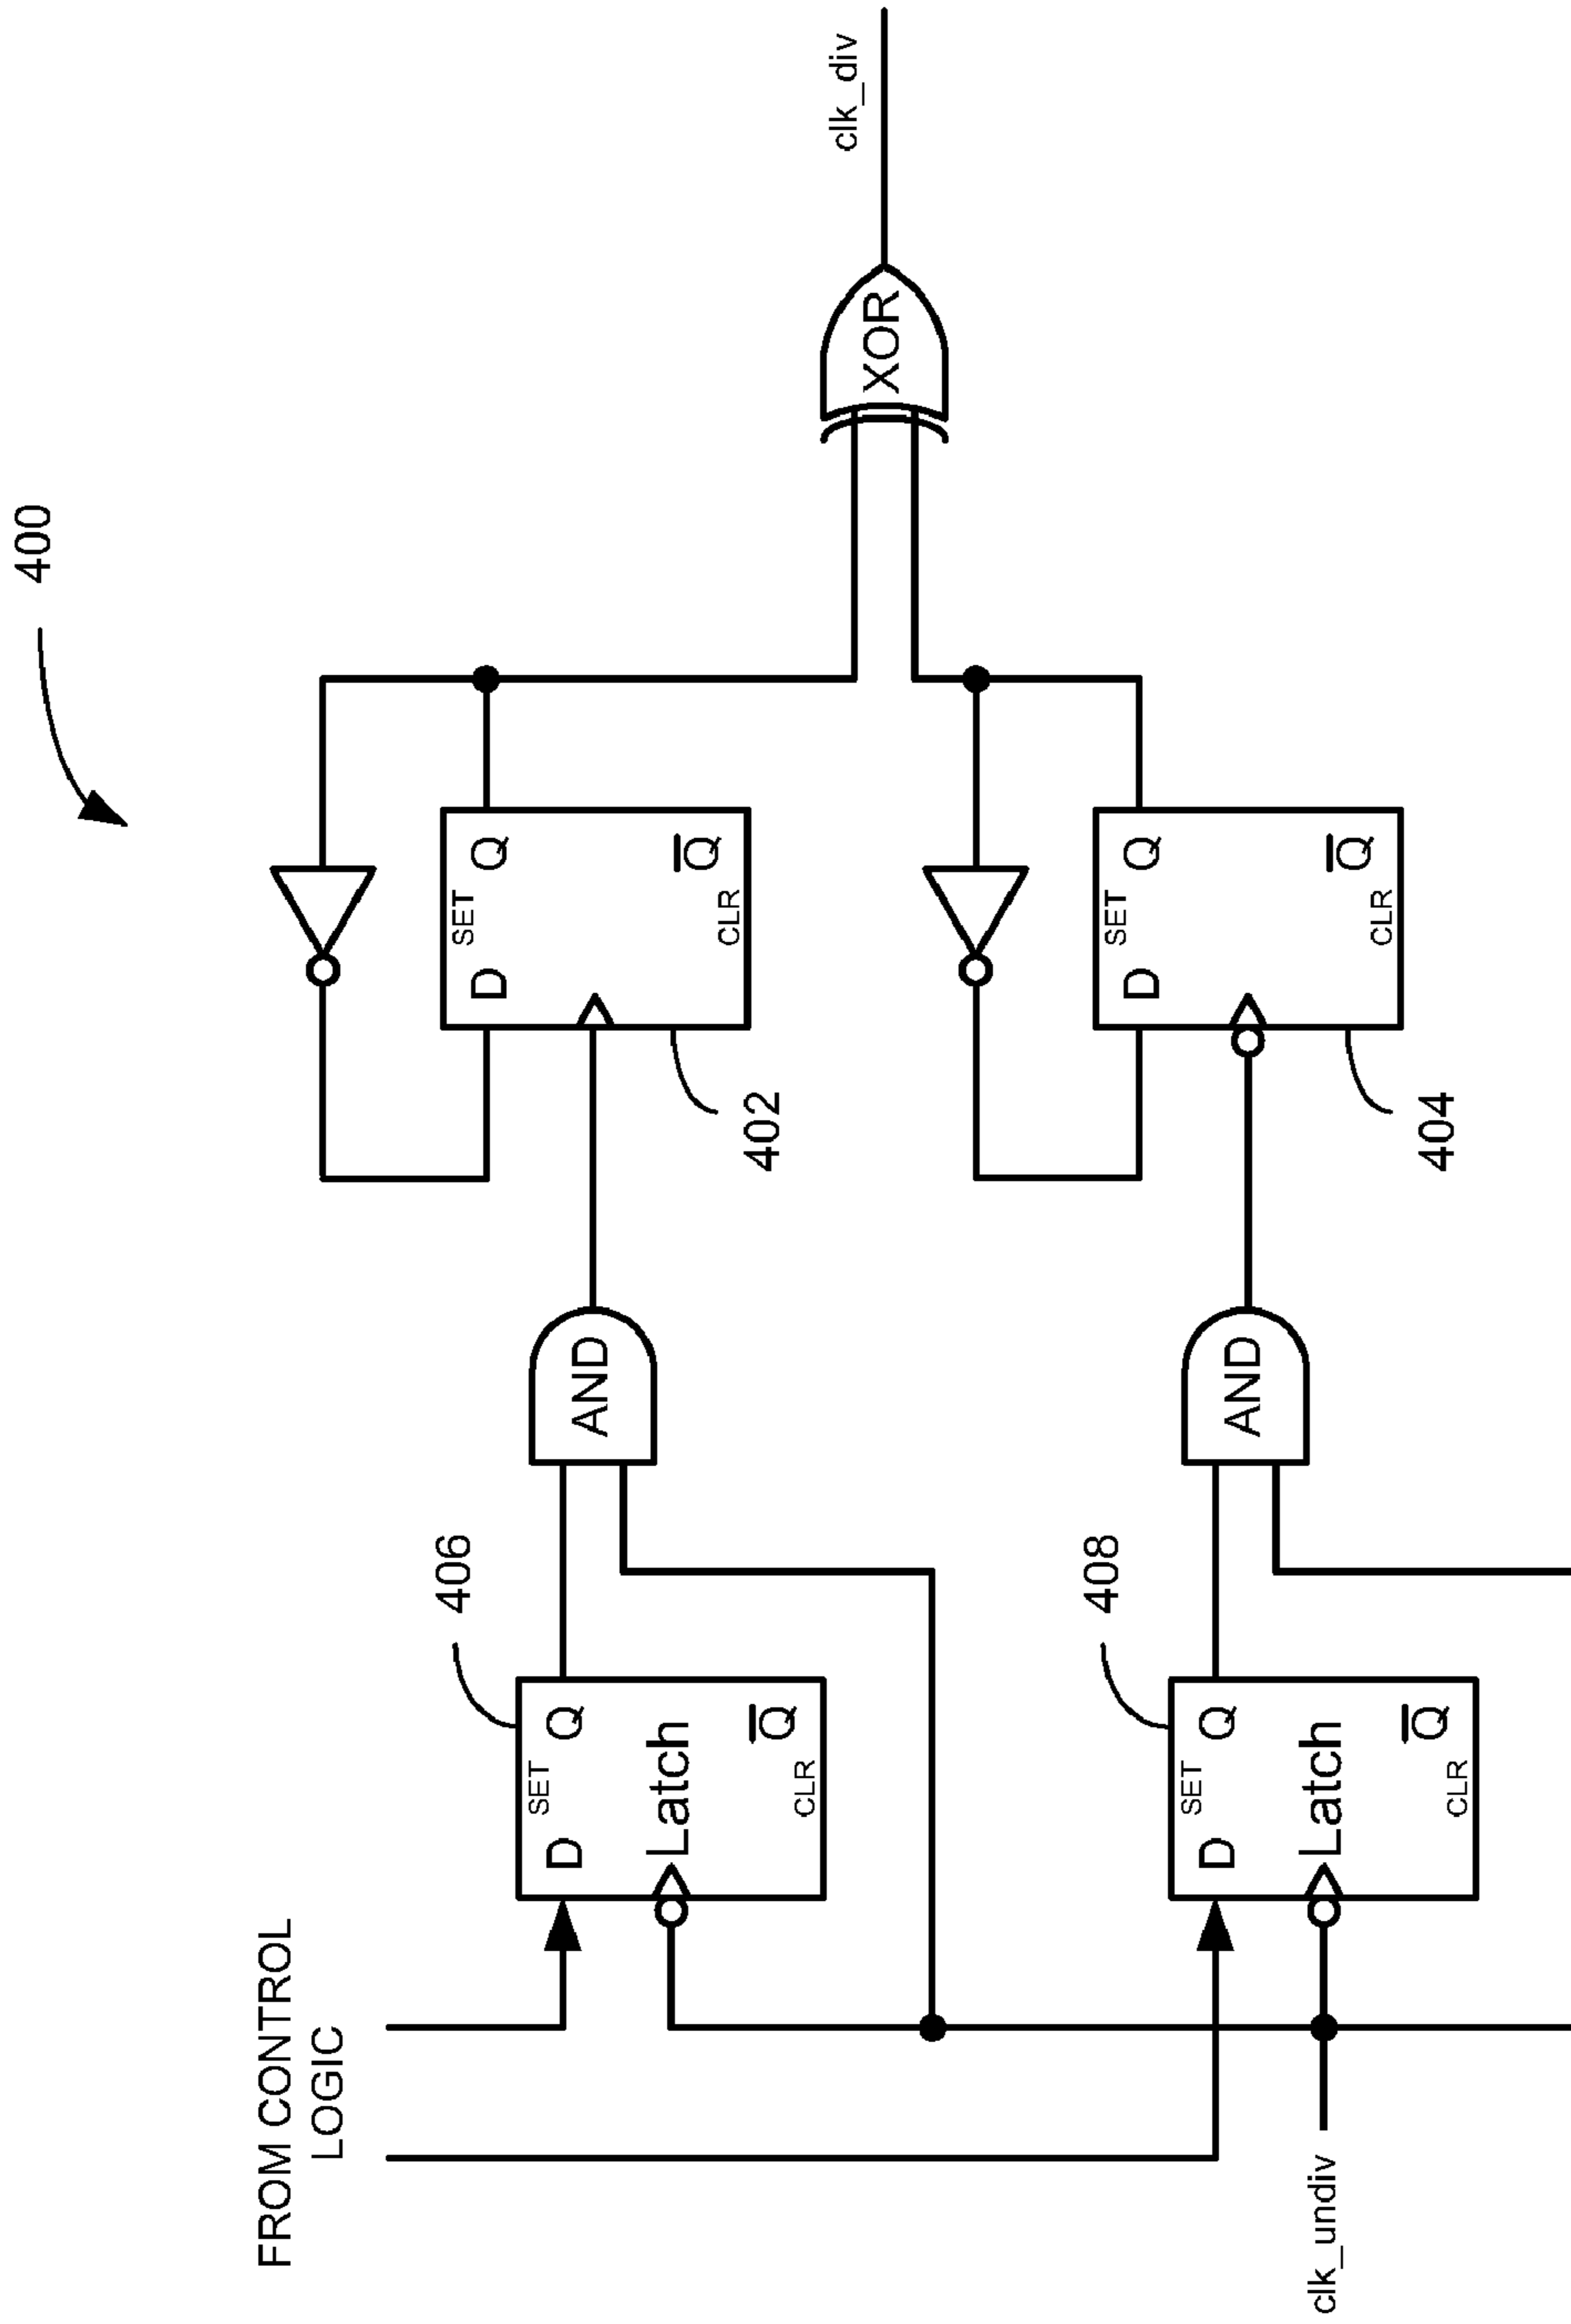 400
FROM CONTROL
LOGIC
406
SET
D
Q
Latch
Q
CLR
AND
402
SET
D
Q
Q
CLR
XOR
clk_div
408
SET
D
Q
Latch
Q
CLR
AND
404
SET
D
Q
Q
CLR
clk_undiv